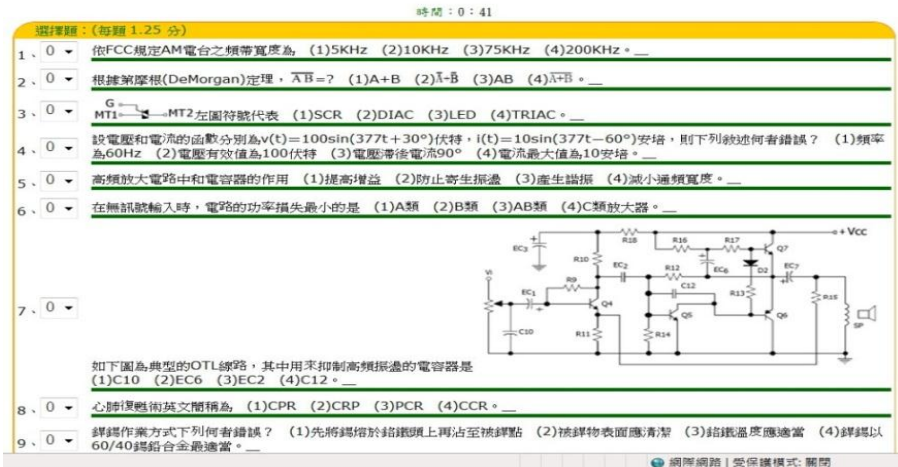 時間：0：41
選擇題：(每題 1.25 分)
1、 0 依FCC規定AM電台之頻帶寬度為 (1)5KHz (2)10KHz (3)75KHz (4)200KHz。__
2、 0 根據第摩根(DeMorgan)定理，A̅B̅=? (1)A+B (2)A̅+B̅ (3)AB (4)A̅+̅B̅。__
3、 0 G MT1 MT2左圖符號代表 (1)SCR (2)DIAC (3)LED (4)TRIAC。__
4、 0 設電壓和電流的函數分別為v(t)=100sin(377t+30°)伏特，i(t)=10sin(377t−60°)安培，則下列敘述何者錯誤？ (1)頻率
為60Hz (2)電壓有效值為100伏特 (3)電壓滯後電流90° (4)電流最大值為10安培。__
5、 0 高頻放大電路中和電容器的作用 (1)提高增益 (2)防止寄生振盪 (3)產生諧振 (4)減小通頻寬度。__
6、 0 在無訊號輸入時，電路的功率損失最小的是 (1)A類 (2)B類 (3)AB類 (4)C類放大器。__
+Vcc
EC3 R18 R16 R17 Q7
R10 EC2 R12 EC6 D2 EC7
Vi R9 C12 R13 R15
EC1 Q4 Q5 Q6 SP
C10 R11 R14
7、 0 如下圖為典型的OTL線路，其中用來抑制高頻振盪的電容器是
(1)C10 (2)EC6 (3)EC2 (4)C12。__
8、 0 心肺復甦術英文簡稱為 (1)CPR (2)CRP (3)PCR (4)CCR。__
9、 0 銲錫作業方式下列何者錯誤？ (1)先將錫熔於銘鐵頭上再沾至被銲點 (2)被銲物表面應清潔 (3)銘鐵溫度應適當 (4)銲錫以
60/40錫鉛合金最適當。__
網際網路 | 受保護模式: 關閉